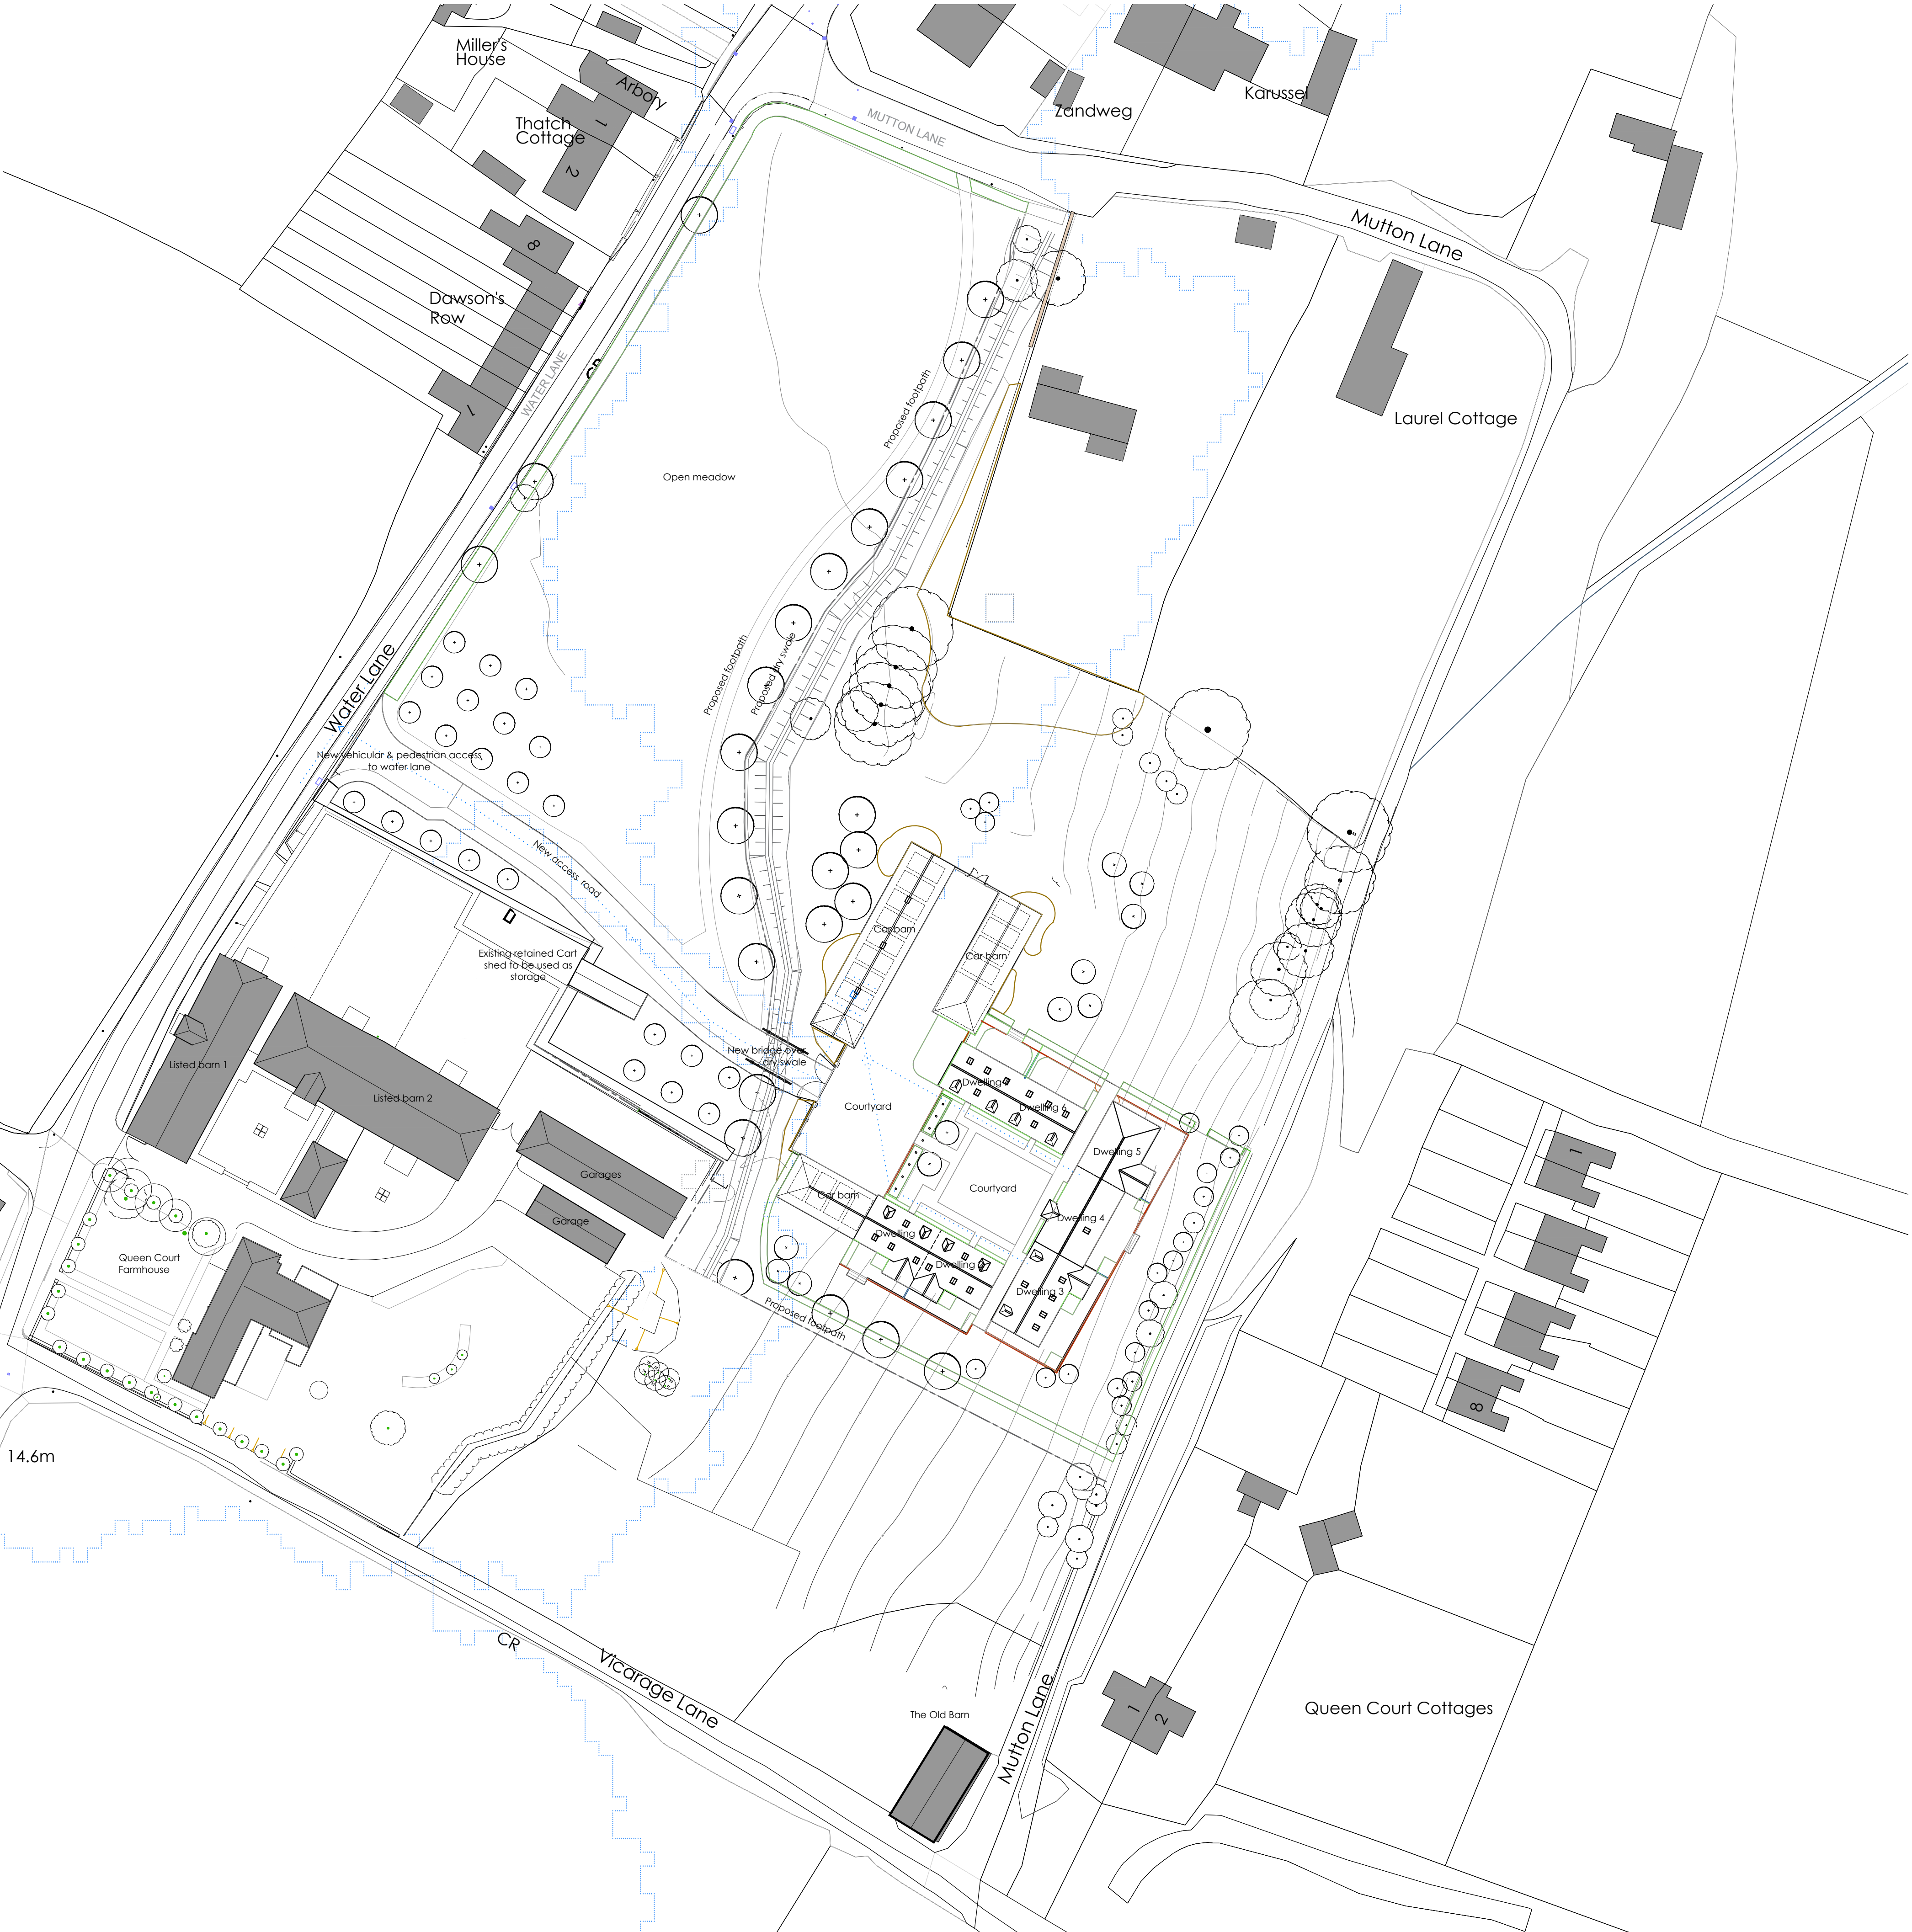 Miller's
House
Arbory
1
Thatch
Cottage
2
MUTTON LANE
Zandweg
Karussel
Mutton Lane
8
Dawson's
Row
1
WATER LANE
Laurel Cottage
Proposed footpath
Open meadow
Water Lane
Proposed footpath
Proposed dry swale
New vehicular & pedestrian access
to water lane
New access road
Car barn
Car barn
Existing retained Cart
shed to be used as
storage
New bridge over
dry swale
Listed barn 1
Listed barn 2
Courtyard
Dwelling
Dwelling 6
Dwelling 5
Garages
Car barn
Courtyard
Garage
Dwelling 4
Dwelling
Dwelling
Dwelling 3
Queen Court
Farmhouse
Proposed footpath
1
8
14.6m
CR
Vicarage Lane
The Old Barn
Mutton Lane
1
2
Queen Court Cottages